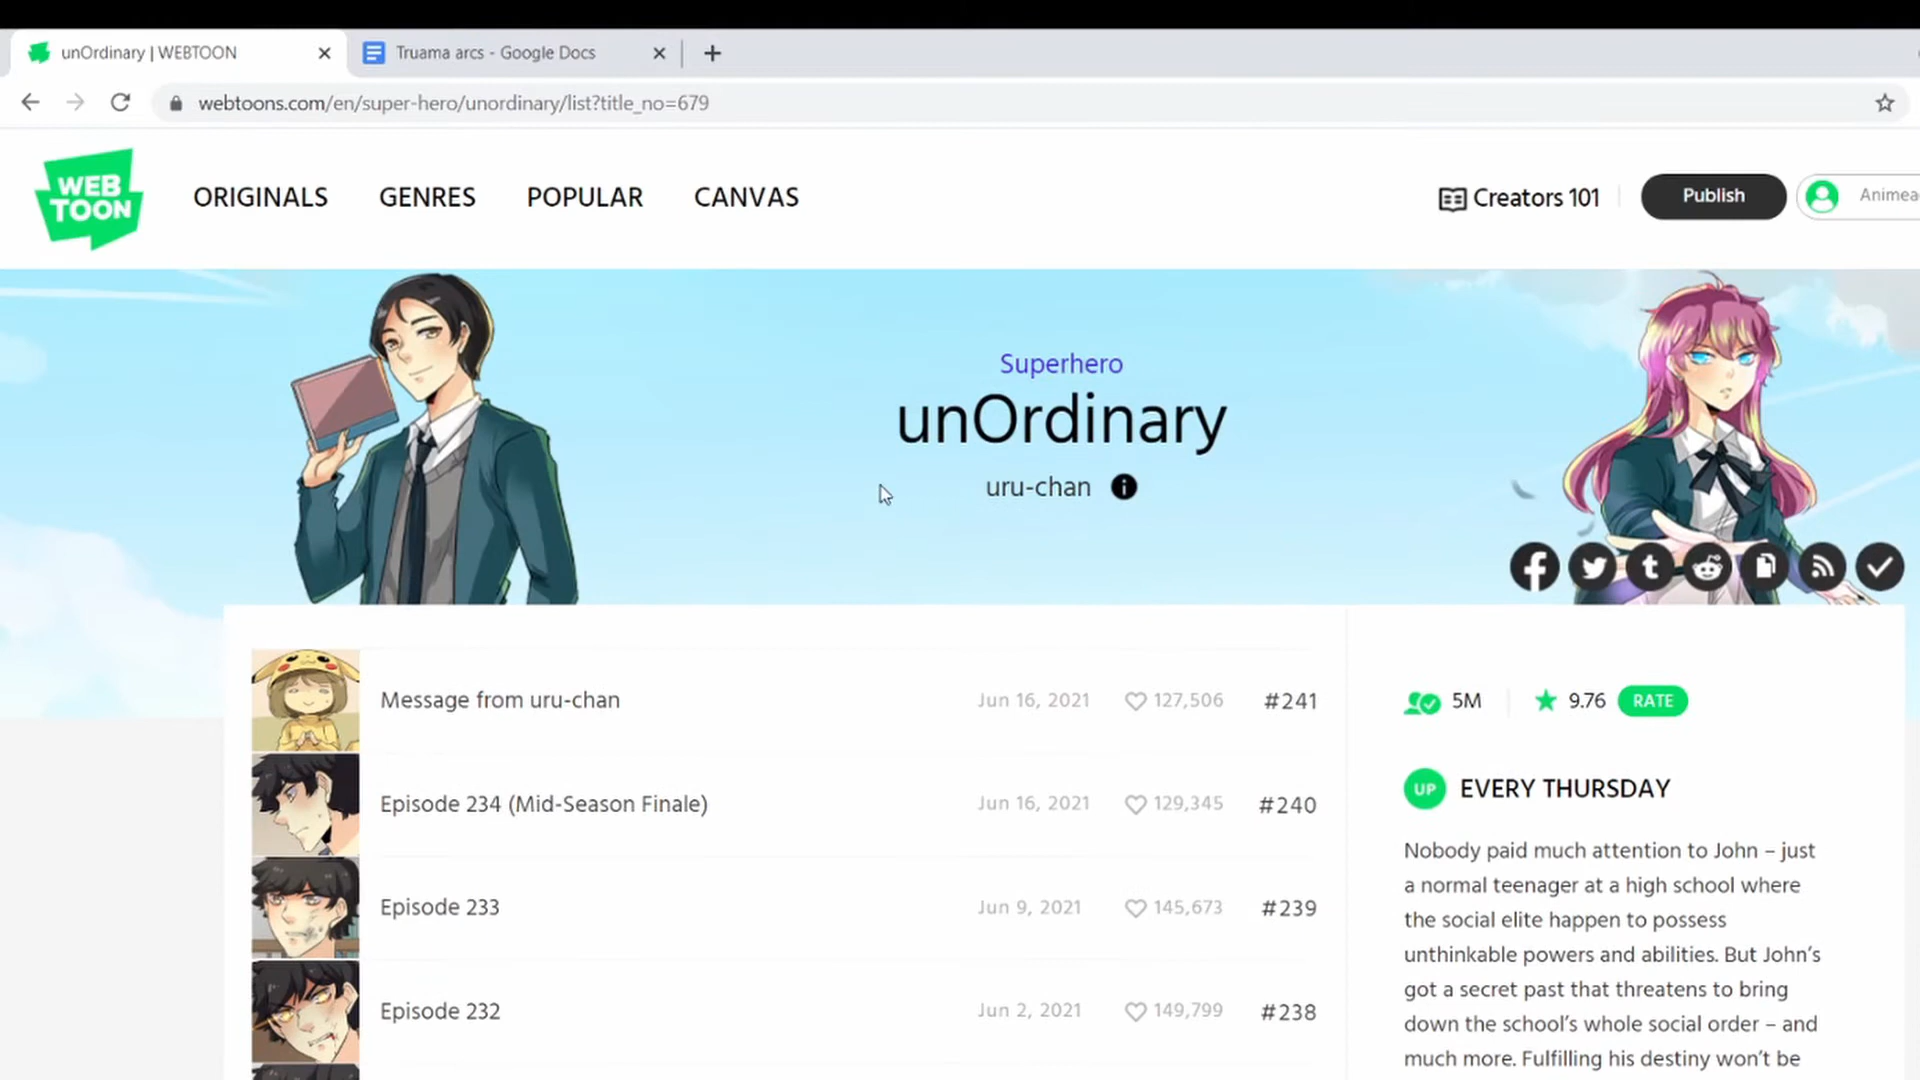 unOrdinary | WEBTOON
Truama arcs - Google Docs
webtoons.com/en/super-hero/unordinary/list?title_no=679
WEB
TOON
ORIGINALS
GENRES
POPULAR
CANVAS
Creators 101
Publish
Animea
Superhero
unOrdinary
uru-chan
Message from uru-chan Jun 16, 2021 127,506 #241
Episode 234 (Mid-Season Finale) Jun 16, 2021 129,345 #240
Episode 233 Jun 9, 2021 145,673 #239
Episode 232 Jun 2, 2021 149,799 #238
5M 9.76 RATE
UP EVERY THURSDAY
Nobody paid much attention to John – just
a normal teenager at a high school where
the social elite happen to possess
unthinkable powers and abilities. But John’s
got a secret past that threatens to bring
down the school’s whole social order – and
much more. Fulfilling his destiny won’t be